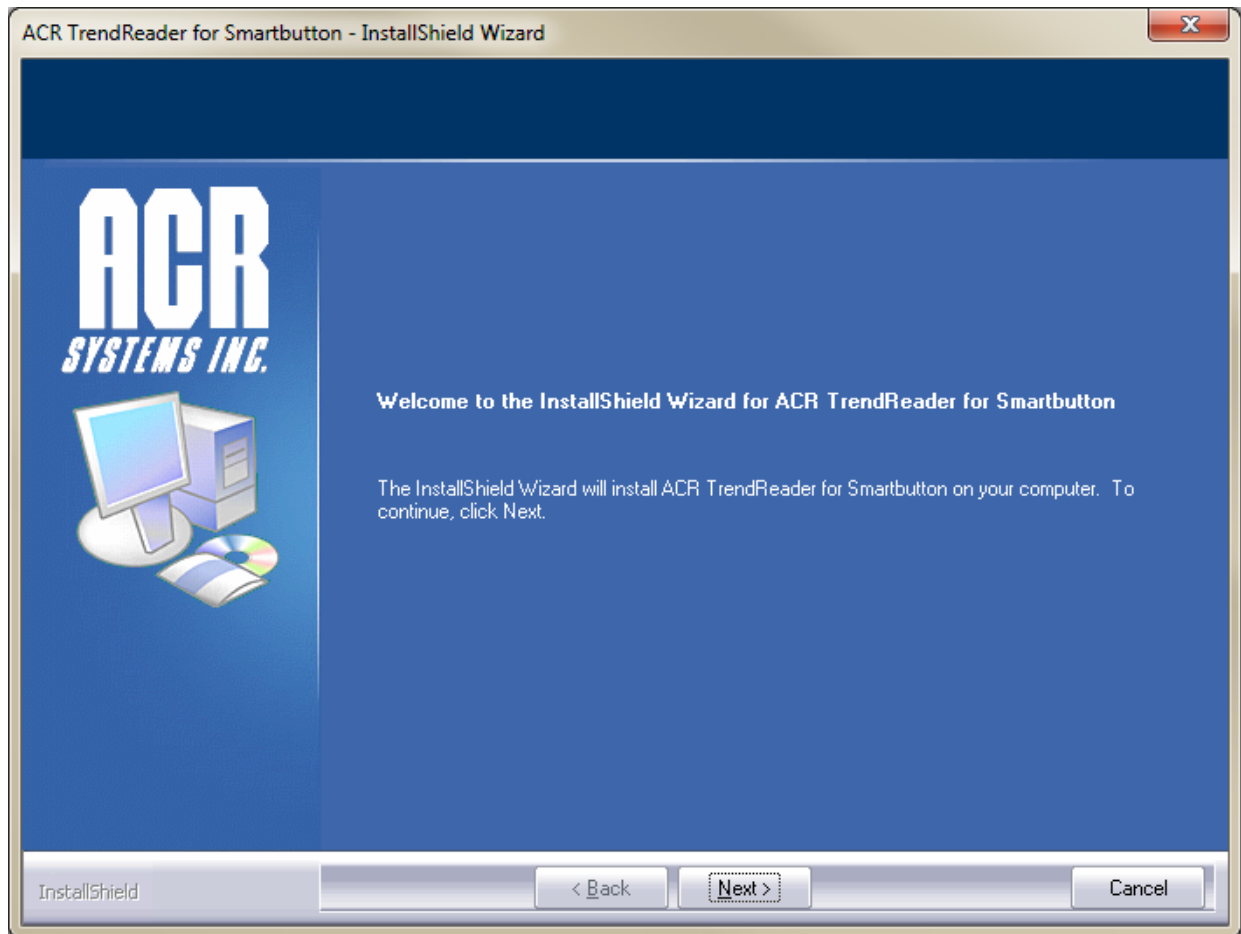 ACR TrendReader for Smartbutton - InstallShield Wizard
ACR
SYSTEMS INC.
Welcome to the InstallShield Wizard for ACR TrendReader for Smartbutton
The InstallShield Wizard will install ACR TrendReader for Smartbutton on your computer. To
continue, click Next.
InstallShield
< Back
Next >
Cancel